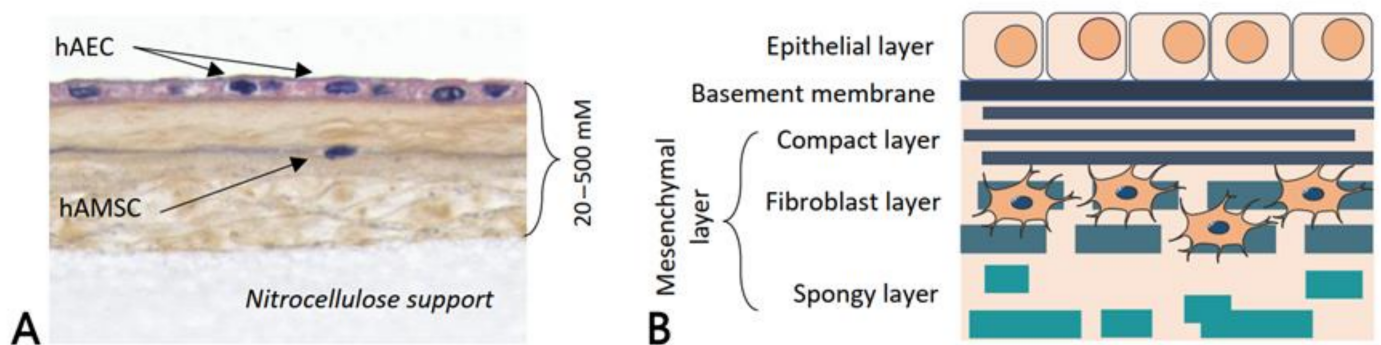 hAEC
hAMSC
20–500 mM
Nitrocellulose support
A
Epithelial layer
Basement membrane
Compact layer
Fibroblast layer
Spongy layer
Mesenchymal
layer
B